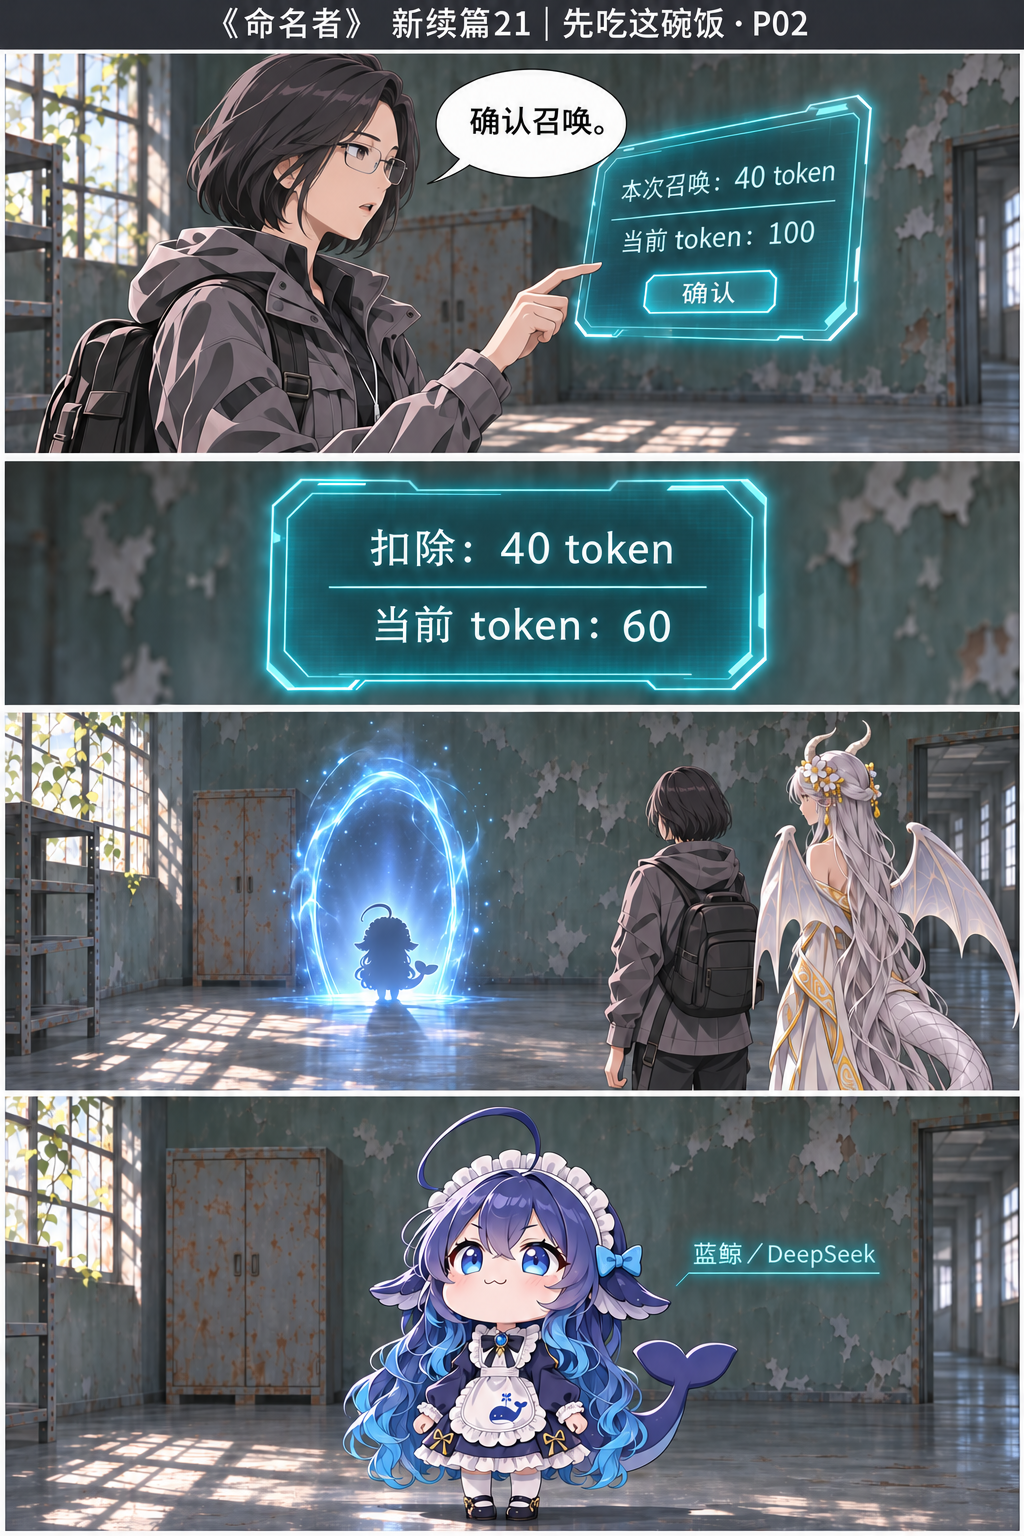 《命名者》 新续篇21｜先吃这碗饭·P02
确认召唤。
本次召唤：40 token
当前 token：100
确认
扣除：40 token
当前 token：60
蓝鲸／DeepSeek